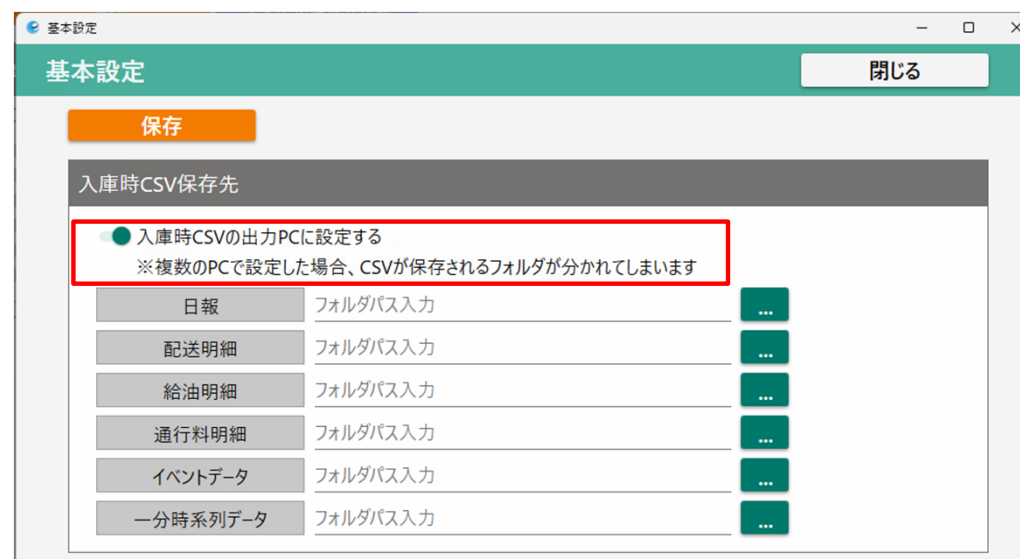 基本設定
基本設定
閉じる
保存
入庫時CSV保存先
入庫時CSVの出力PCに設定する
※複数のPCで設定した場合、CSVが保存されるフォルダが分かれてしまいます
日報 フォルダパス入力 ...
配送明細 フォルダパス入力 ...
給油明細 フォルダパス入力 ...
通行料明細 フォルダパス入力 ...
イベントデータ フォルダパス入力 ...
一分時系列データ フォルダパス入力 ...